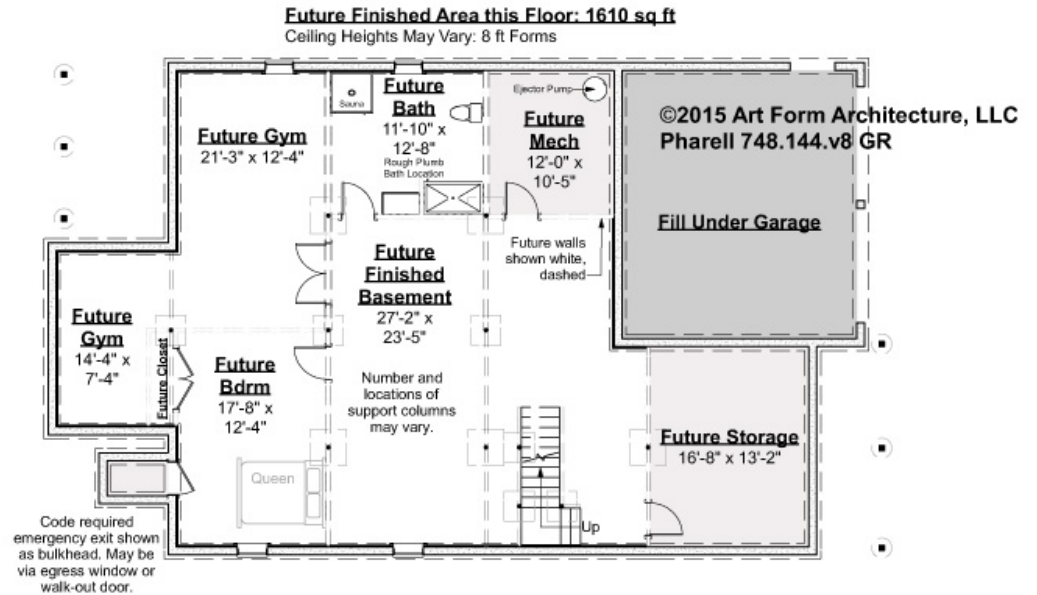 Future Finished Area this Floor: 1610 sq ft
Ceiling Heights May Vary: 8 ft Forms
Sauna
Future
Bath
11'-10" x
12'-8"
Rough Plumb
Bath Location
Ejector Pump
Future
Mech
12'-0" x
10'-5"
©2015 Art Form Architecture, LLC
Pharell 748.144.v8 GR
Future Gym
21'-3" x 12'-4"
Fill Under Garage
Future walls
shown white,
dashed
Future
Finished
Basement
27'-2" x
23'-5"
Future
Gym
14'-4" x
7'-4"
Future Closet
Future
Bdrm
17'-8" x
12'-4"
Number and
locations of
support columns
may vary.
Future Storage
16'-8" x 13'-2"
Queen
Up
Code required
emergency exit shown
as bulkhead. May be
via egress window or
walk-out door.